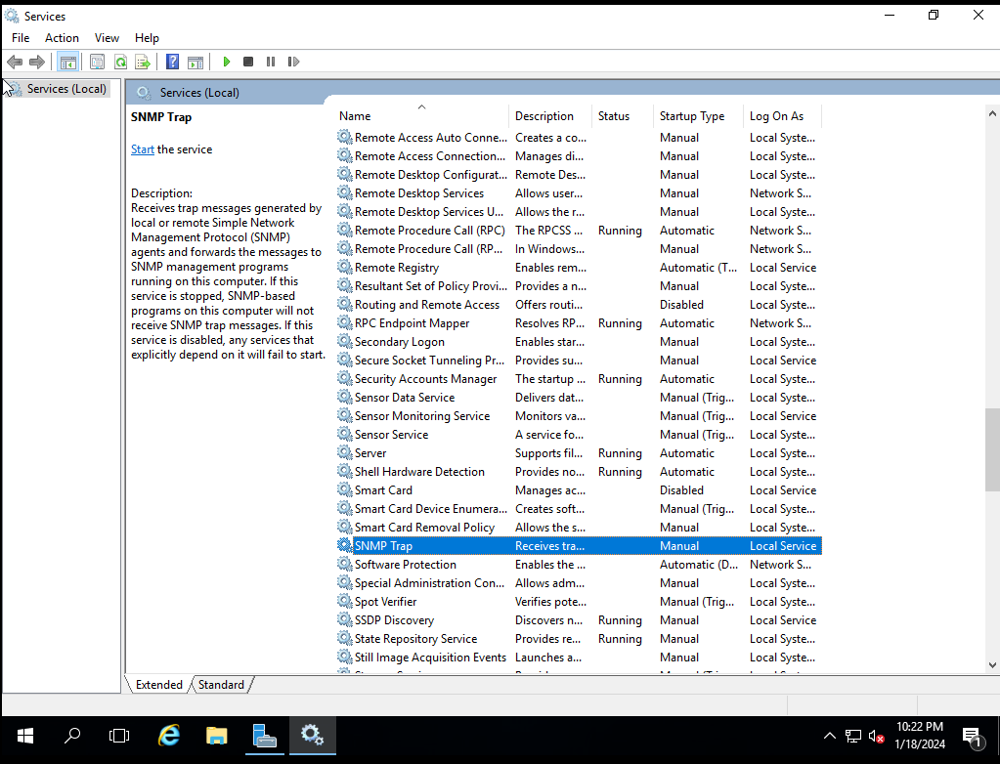 Services
File Action View Help
Services (Local)
Services (Local)
SNMP Trap
Start the service
Description:
Receives trap messages generated by
local or remote Simple Network
Management Protocol (SNMP)
agents and forwards the messages to
SNMP management programs
running on this computer. If this
service is stopped, SNMP-based
programs on this computer will not
receive SNMP trap messages. If this
service is disabled, any services that
explicitly depend on it will fail to start.
Name Description Status Startup Type Log On As
Remote Access Auto Conne... Creates a co... Manual Local Syste...
Remote Access Connection... Manages di... Manual Local Syste...
Remote Desktop Configurat... Remote Des... Manual Local Syste...
Remote Desktop Services Allows user... Manual Network S...
Remote Desktop Services U... Allows the r... Manual Local Syste...
Remote Procedure Call (RPC) The RPCSS ... Running Automatic Network S...
Remote Procedure Call (RP... In Windows... Manual Network S...
Remote Registry Enables rem... Automatic (T... Local Service
Resultant Set of Policy Provi... Provides a n... Manual Local Syste...
Routing and Remote Access Offers routi... Disabled Local Syste...
RPC Endpoint Mapper Resolves RP... Running Automatic Network S...
Secondary Logon Enables star... Manual Local Syste...
Secure Socket Tunneling Pr... Provides su... Manual Local Service
Security Accounts Manager The startup ... Running Automatic Local Syste...
Sensor Data Service Delivers dat... Manual (Trig... Local Syste...
Sensor Monitoring Service Monitors va... Manual (Trig... Local Service
Sensor Service A service fo... Manual (Trig... Local Syste...
Server Supports fil... Running Automatic Local Syste...
Shell Hardware Detection Provides no... Running Automatic Local Syste...
Smart Card Manages ac... Disabled Local Service
Smart Card Device Enumera... Creates soft... Manual (Trig... Local Syste...
Smart Card Removal Policy Allows the s... Manual Local Syste...
SNMP Trap Receives tra... Manual Local Service
Software Protection Enables the ... Automatic (D... Network S...
Special Administration Con... Allows adm... Manual Local Syste...
Spot Verifier Verifies pote... Manual (Trig... Local Syste...
SSDP Discovery Discovers n... Running Manual Local Service
State Repository Service Provides re... Running Manual Local Syste...
Still Image Acquisition Events Launches a... Manual Local Syste...
Extended Standard
10:22 PM
1/18/2024
1